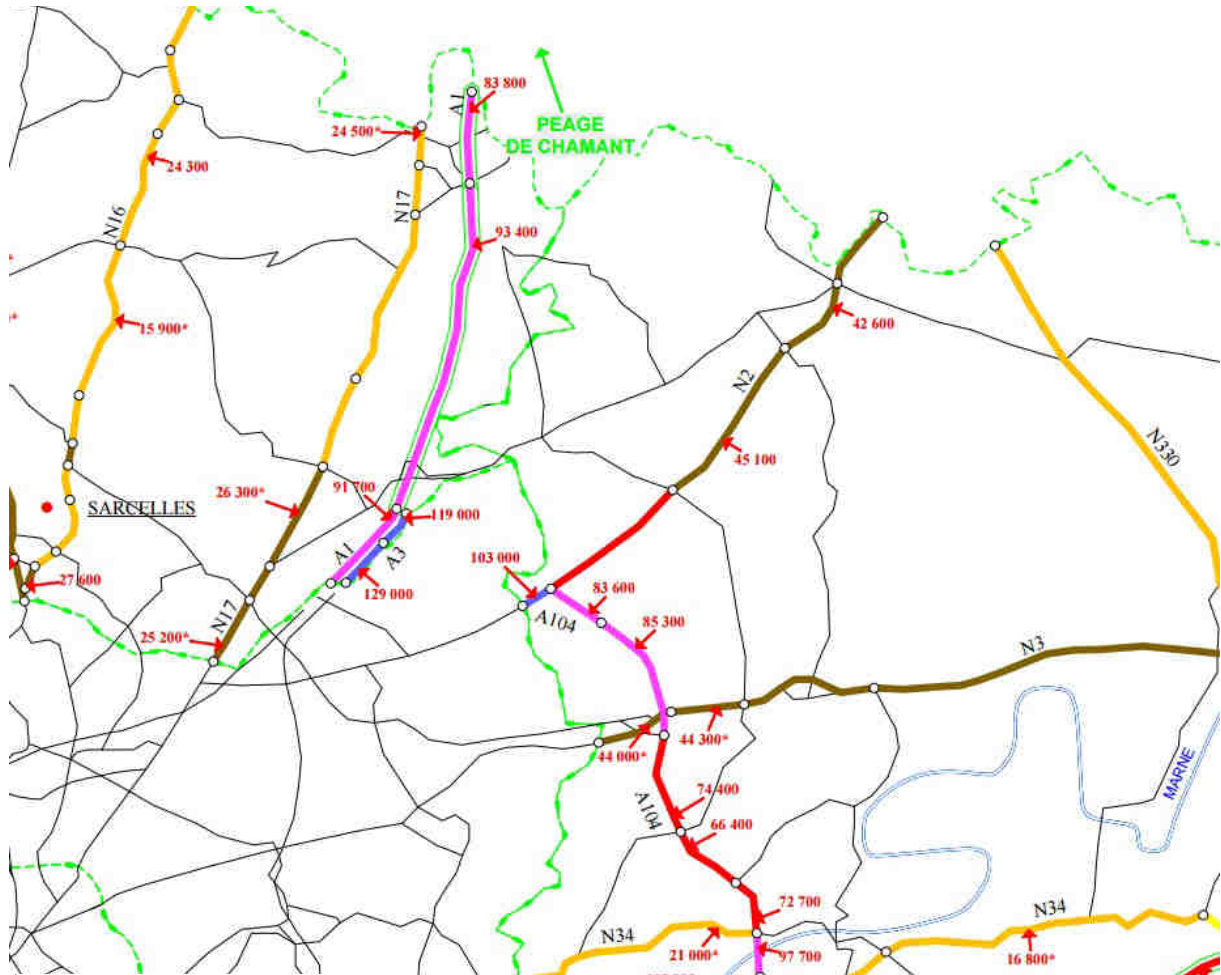 A1
83 800
PEAGE
DE CHAMANT
24 500*
24 300
N16
N17
93 400
15 900*
42 600
N2
45 100
N330
26 300*
91 700
SARCELLES
119 000
A1
A3
103 000
27 600
129 000
83 600
A104
85 300
N17
25 200*
N3
44 000*
44 300*
MARNE
74 400
A104
66 400
72 700
N34
N34
21 000*
97 700
16 800*